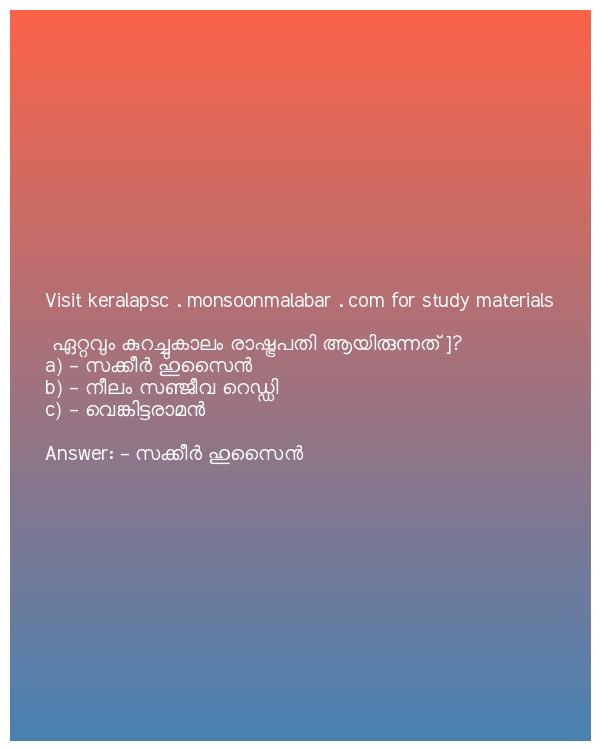 Visit keralapsc . monsoonmalabar . com for study materials
ഏറ്റവും കുറച്ചുകാലം രാഷ്ട്രപതി ആയിരുന്നത് ]?
a) – സക്കീർ ഹുസൈൻ
b) – നീലം സഞ്ജീവ റെഡ്ഡി
c) – വെങ്കിട്ടരാമൻ
Answer: – സക്കീർ ഹുസൈൻ